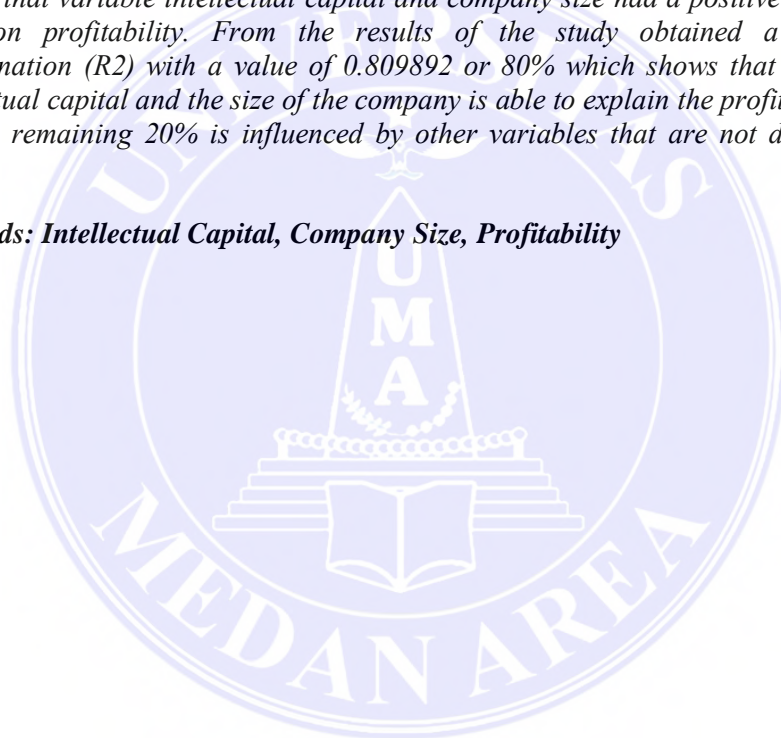 that variable intellectual capital and company size had a positive
on profitability. From the results of the study obtained a
nation (R2) with a value of 0.809892 or 80% which shows that
tual capital and the size of the company is able to explain the profit
remaining 20% is influenced by other variables that are not d
ds: Intellectual Capital, Company Size, Profitability
UNIVERSITAS
U
M
A
MEDAN AREA